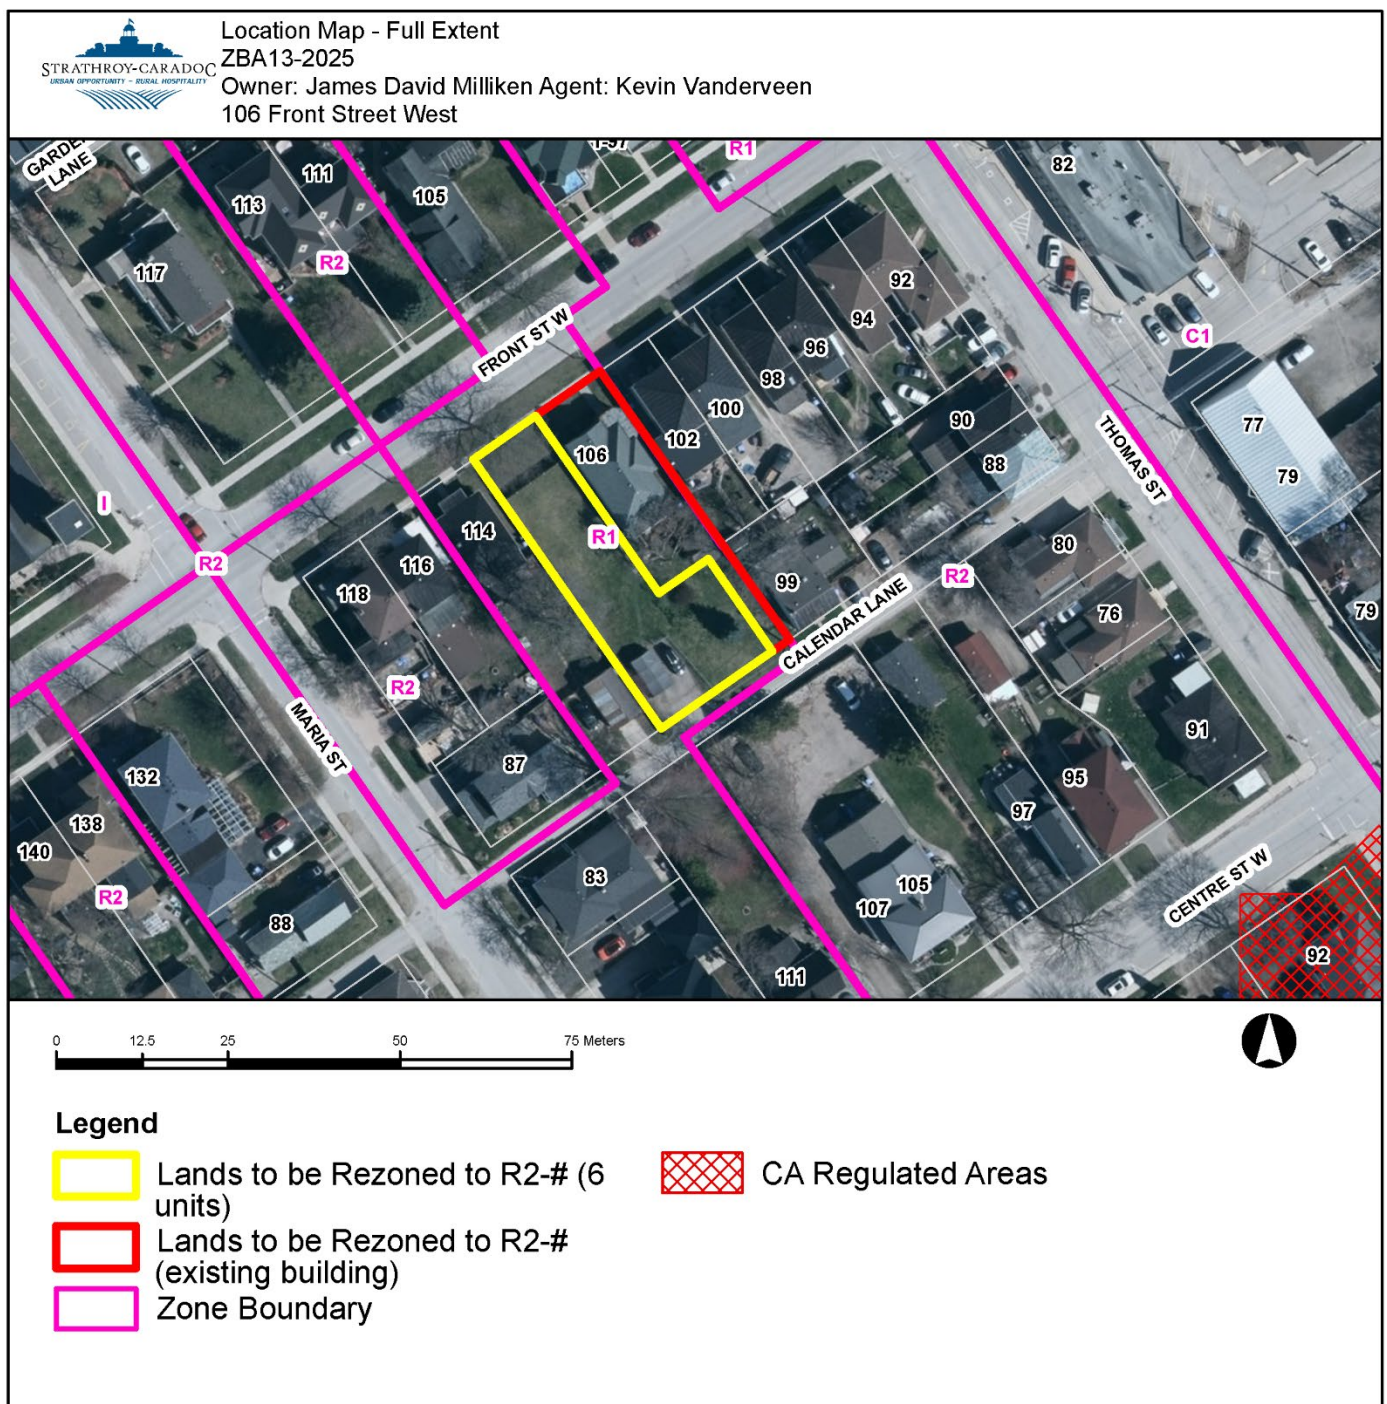 STRATHROY-CARADOC
URBAN OPPORTUNITY - RURAL HOSPITALITY
Location Map - Full Extent
ZBA13-2025
Owner: James David Milliken Agent: Kevin Vanderveen
106 Front Street West
GARDE
LANE
113
111
105
1-97
R1
82
117
R2
92
94
96
98
100
102
C1
FRONT ST W
106
90
88
77
79
THOMAS ST
I
R2
114
116
118
R1
99
80
R2
76
79
CALENDAR LANE
R2
MARIA ST
91
132
87
95
97
138
140
R2
88
83
105
107
CENTRE ST W
111
92
0
12.5
25
50
75 Meters
Legend
Lands to be Rezoned to R2-# (6
units)
Lands to be Rezoned to R2-#
(existing building)
Zone Boundary
CA Regulated Areas